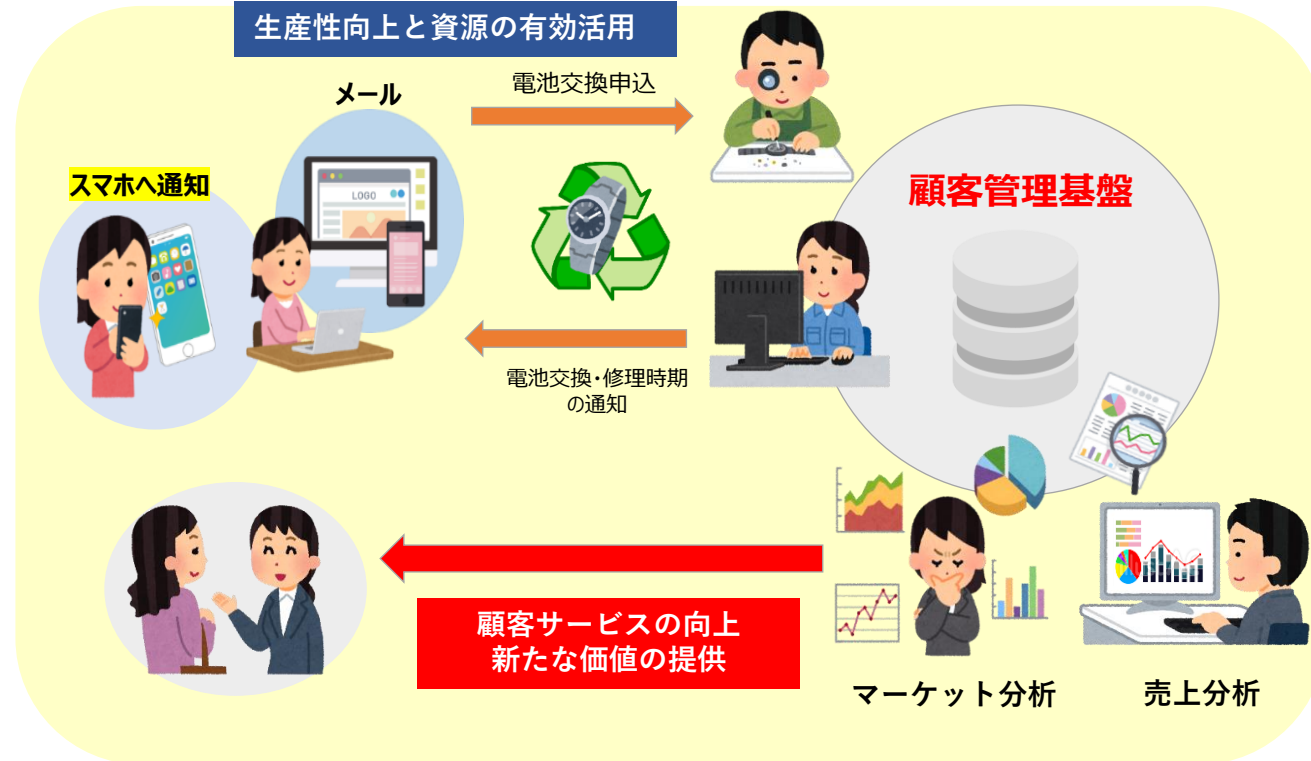 生産性向上と資源の有効活用
メール
電池交換申込
スマホへ通知
LOGO
顧客管理基盤
電池交換・修理時期
の通知
顧客サービスの向上
新たな価値の提供
マーケット分析
売上分析